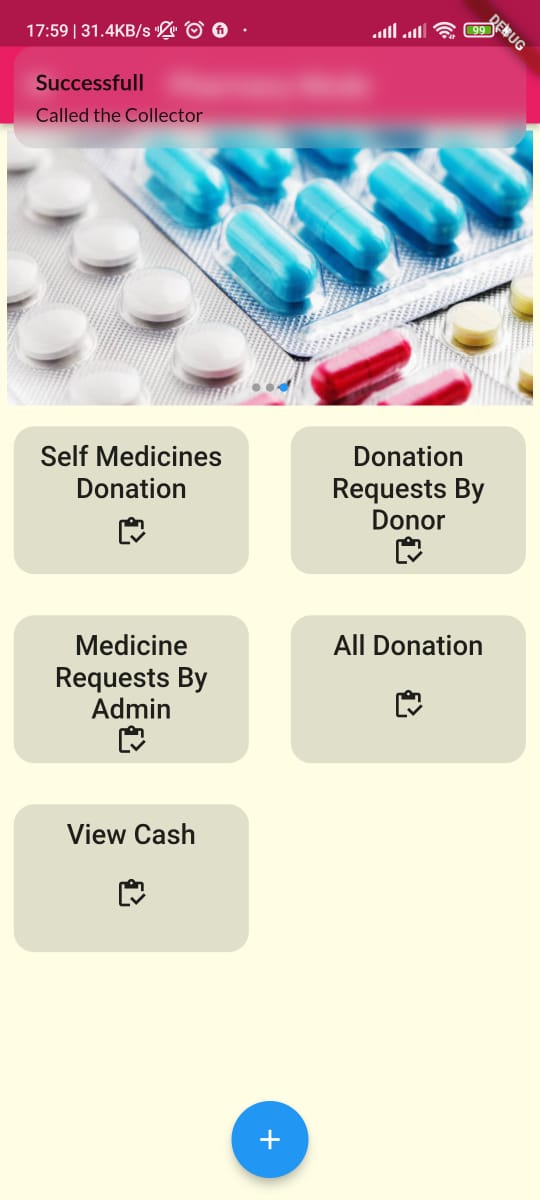 17:59 | 31.4KB/s
99
DEBUG
Successfull
Called the Collector
Self Medicines
Donation
Donation
Requests By
Donor
Medicine
Requests By
Admin
All Donation
View Cash